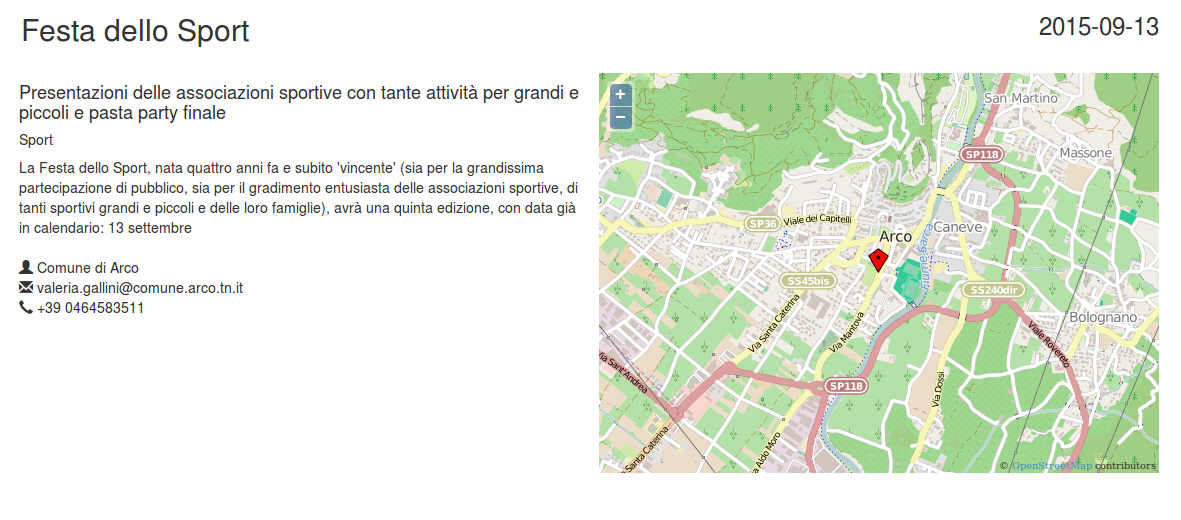 Festa dello Sport
2015-09-13
Presentazioni delle associazioni sportive con tante attività per grandi e
piccoli e pasta party finale
Sport
La Festa dello Sport, nata quattro anni fa e subito 'vincente' (sia per la grandissima
partecipazione di pubblico, sia per il gradimento entusiasta delle associazioni sportive, di
tanti sportivi grandi e piccoli e delle loro famiglie), avrà una quinta edizione, con data già
in calendario: 13 settembre
Comune di Arco
valeria.gallini@comune.arco.tn.it
+39 0464583511
+
−
San Martino
SP118
Massone
SP36
Viale dei Capitelli
Arco
Caneve
Fiume Sarca
SS45bis
SS240dir
Via Santa Caterina
Via Mantova
Bolognano
Viale Rovereto
Via Sant'Andrea
SP118
Via Dossi
Santa Caterina
Aldo Moro
© OpenStreetMap contributors